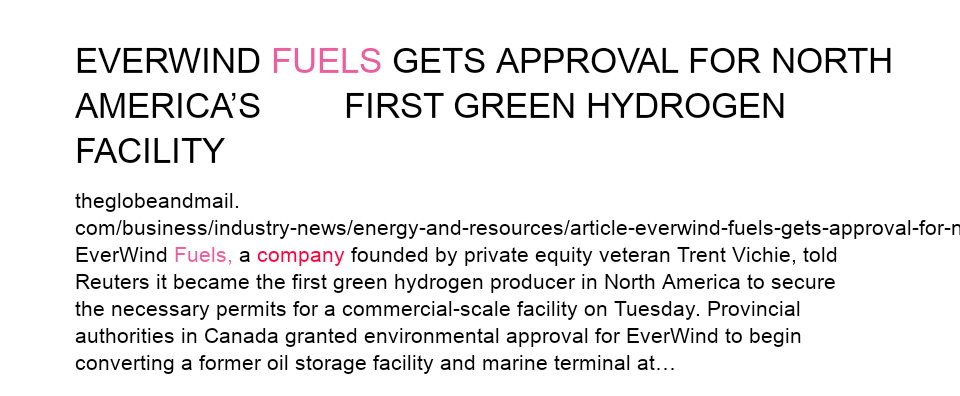 EVERWIND FUELS GETS APPROVAL FOR NORTH
AMERICA’S FIRST GREEN HYDROGEN
FACILITY
theglobeandmail.
com/business/industry-news/energy-and-resources/article-everwind-fuels-gets-approval-for-n
EverWind Fuels, a company founded by private equity veteran Trent Vichie, told
Reuters it became the first green hydrogen producer in North America to secure
the necessary permits for a commercial-scale facility on Tuesday. Provincial
authorities in Canada granted environmental approval for EverWind to begin
converting a former oil storage facility and marine terminal at…